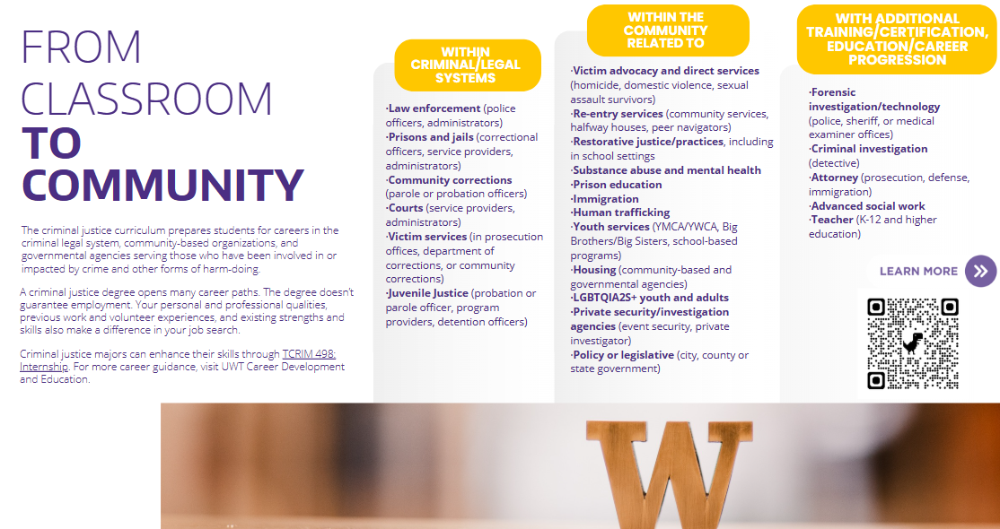 FROM
CLASSROOM
TO
COMMUNITY
The criminal justice curriculum prepares students for careers in the
criminal legal system, community-based organizations, and
governmental agencies serving those who have been involved in or
impacted by crime and other forms of harm-doing.
A criminal justice degree opens many career paths. The degree doesn't
guarantee employment. Your personal and professional qualities,
previous work and volunteer experiences, and existing strengths and
skills also make a difference in your job search.
Criminal justice majors can enhance their skills through TCRIM 498:
Internship. For more career guidance, visit UWT Career Development
and Education.
WITHIN
CRIMINAL/LEGAL
SYSTEMS
·Law enforcement (police
officers, administrators)
·Prisons and jails (correctional
officers, service providers,
administrators)
·Community corrections
(parole or probation officers)
·Courts (service providers,
administrators)
·Victim services (in prosecution
offices, department of
corrections, or community
corrections)
·Juvenile Justice (probation or
parole officer, program
providers, detention officers)
WITHIN THE
COMMUNITY
RELATED TO
·Victim advocacy and direct services
(homicide, domestic violence, sexual
assault survivors)
·Re-entry services (community services,
halfway houses, peer navigators)
·Restorative justice/practices, including
in school settings
·Substance abuse and mental health
·Prison education
·Immigration
·Human trafficking
·Youth services (YMCA/YWCA, Big
Brothers/Big Sisters, school-based
programs)
·Housing (community-based and
governmental agencies)
·LGBTQIA2S+ youth and adults
·Private security/investigation
agencies (event security, private
investigator)
·Policy or legislative (city, county or
state government)
WITH ADDITIONAL
TRAINING/CERTIFICATION,
EDUCATION/CAREER
PROGRESSION
·Forensic
investigation/technology
(police, sheriff, or medical
examiner offices)
·Criminal investigation
(detective)
·Attorney (prosecution, defense,
immigration)
·Advanced social work
·Teacher (K-12 and higher
education)
LEARN MORE
W